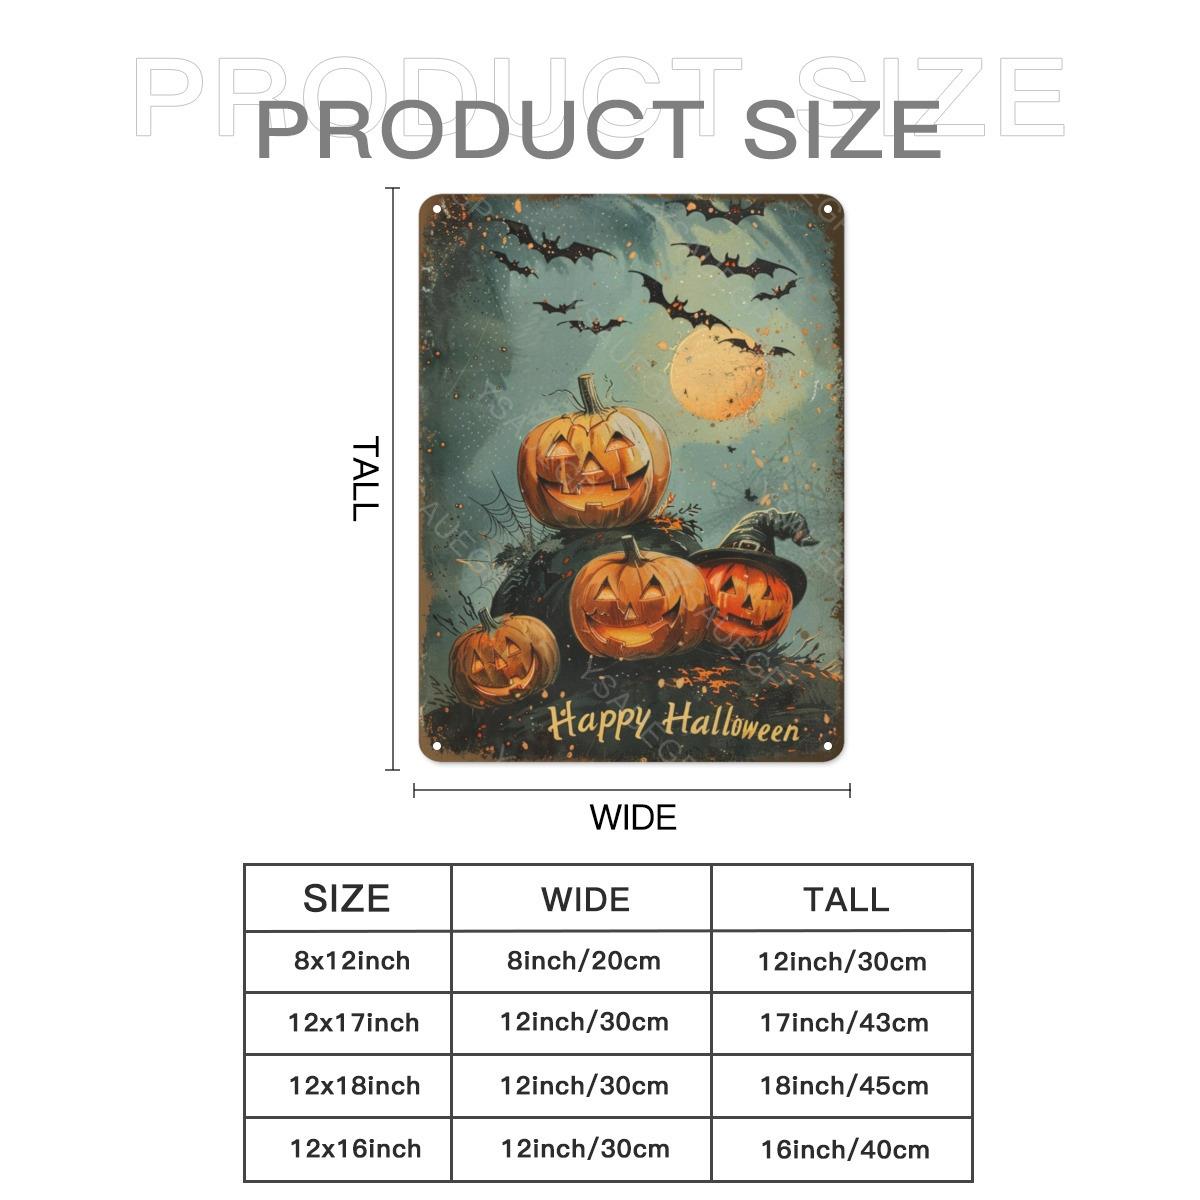 PRODUCT SIZE
PRODUCT SIZE
TALL
Happy Halloween
WIDE
SIZE WIDE TALL
8x12inch 8inch/20cm 12inch/30cm
12x17inch 12inch/30cm 17inch/43cm
12x18inch 12inch/30cm 18inch/45cm
12x16inch 12inch/30cm 16inch/40cm